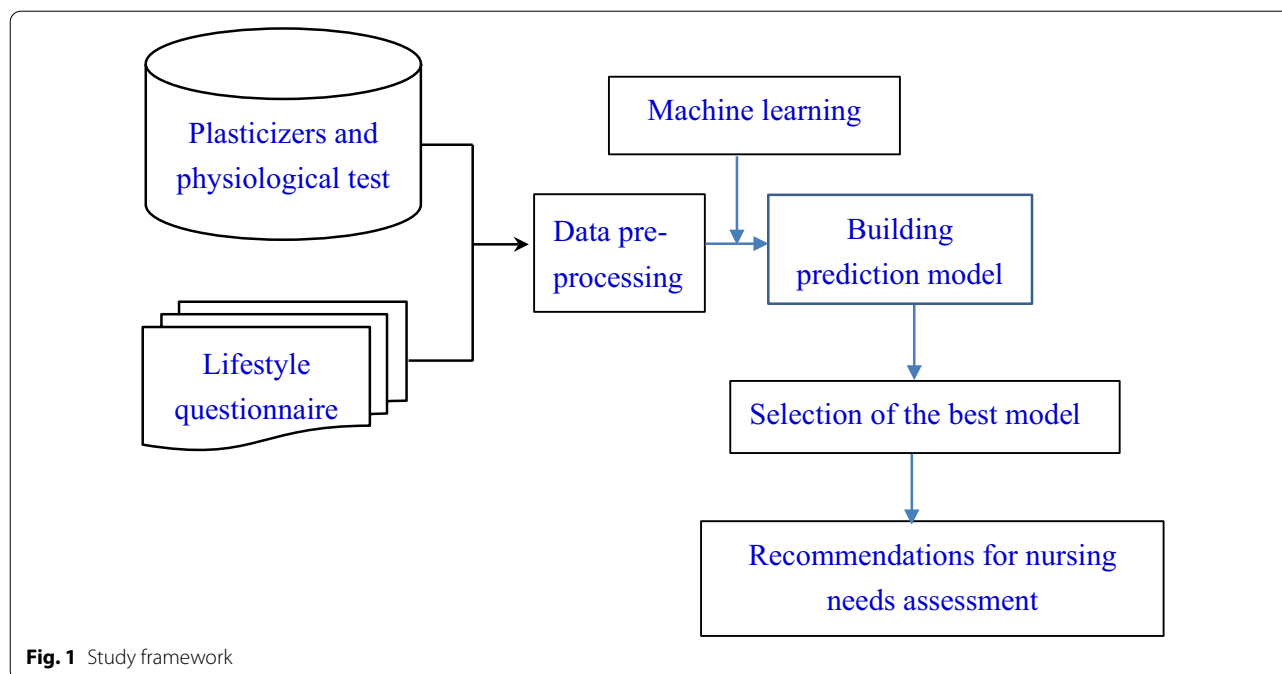 Plasticizers and
physiological test
Lifestyle
questionnaire
Data pre-
processing
Machine learning
Building
prediction model
Selection of the best model
Recommendations for nursing
needs assessment
Fig. 1 Study framework